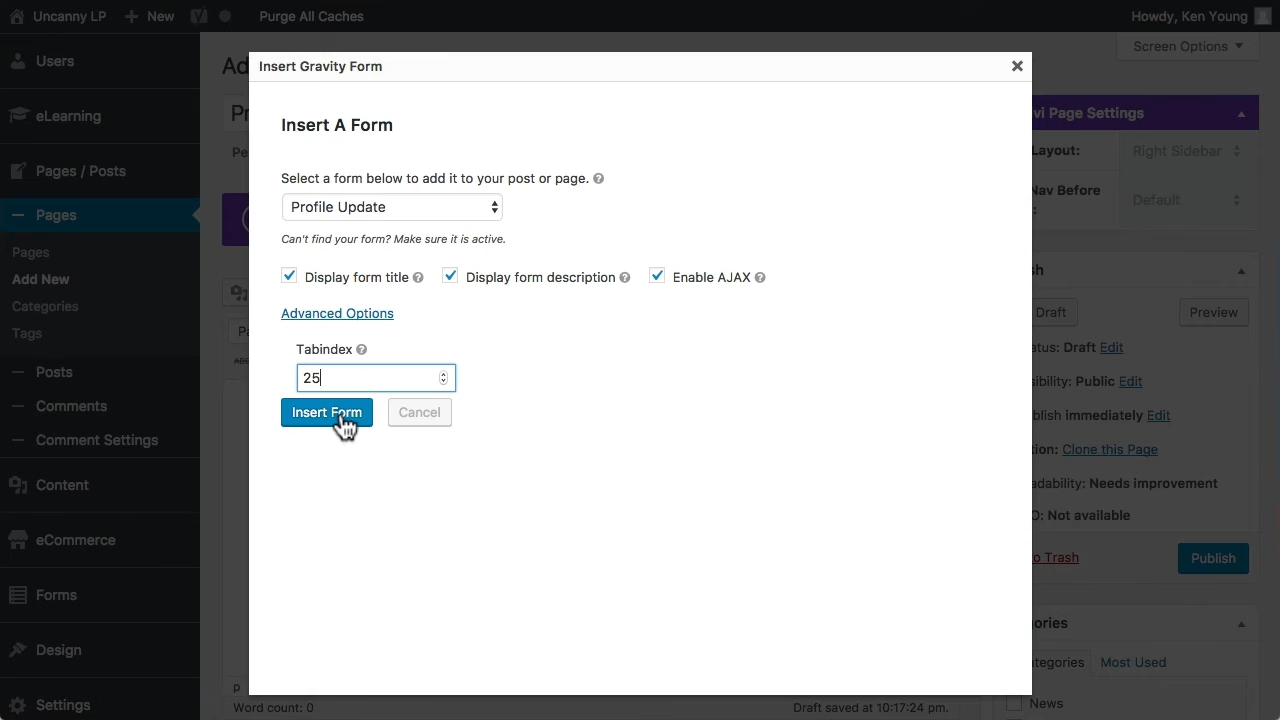 Uncanny LP
New
Purge All Caches
Howdy, Ken Young
Users
eLearning
Pages / Posts
Pages
Pages
Add New
Categories
Tags
Posts
Comments
Comment Settings
Content
eCommerce
Forms
Design
Settings
Screen Options
Ad
Pr
Pe
Insert Gravity Form
Insert A Form
Select a form below to add it to your post or page.
Profile Update
Can't find your form? Make sure it is active.
Display form title
Display form description
Enable AJAX
Advanced Options
Tabindex
25
Insert Form
Cancel
vi Page Settings
Layout:
Right Sidebar
Nav Before
Default
sh
Draft
Preview
atus: Draft Edit
ibility: Public Edit
blish immediately Edit
ion: Clone this Page
adability: Needs improvement
O: Not available
o Trash
Publish
ories
tegories
Most Used
News
P
Word count: 0
Draft saved at 10:17:24 pm.